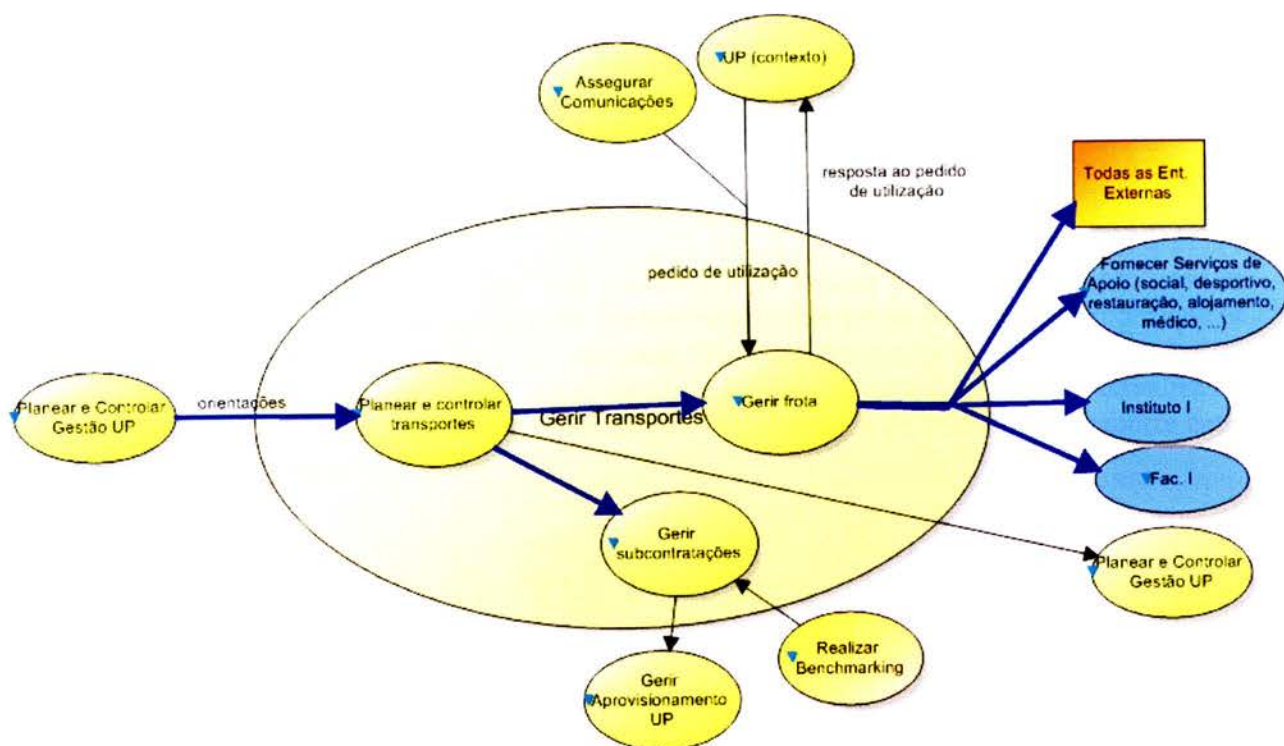 UP (contexto)
Assegurar
Comunicações
resposta ao pedido
de utilização
Todas as Ent.
Externas
pedido de utilização
Fornecer Serviços de
Apoio (social, desportivo,
restauração, alojamento,
médico, ...)
Planear e Controlar
Gestão UP
orientações
Planear e controlar
transportes
Gerir Transportes
Gerir frota
Instituto I
Fac. I
Gerir
subcontratações
Planear e Controlar
Gestão UP
Realizar
Benchmarking
Gerir
Aprovisionamento
UP